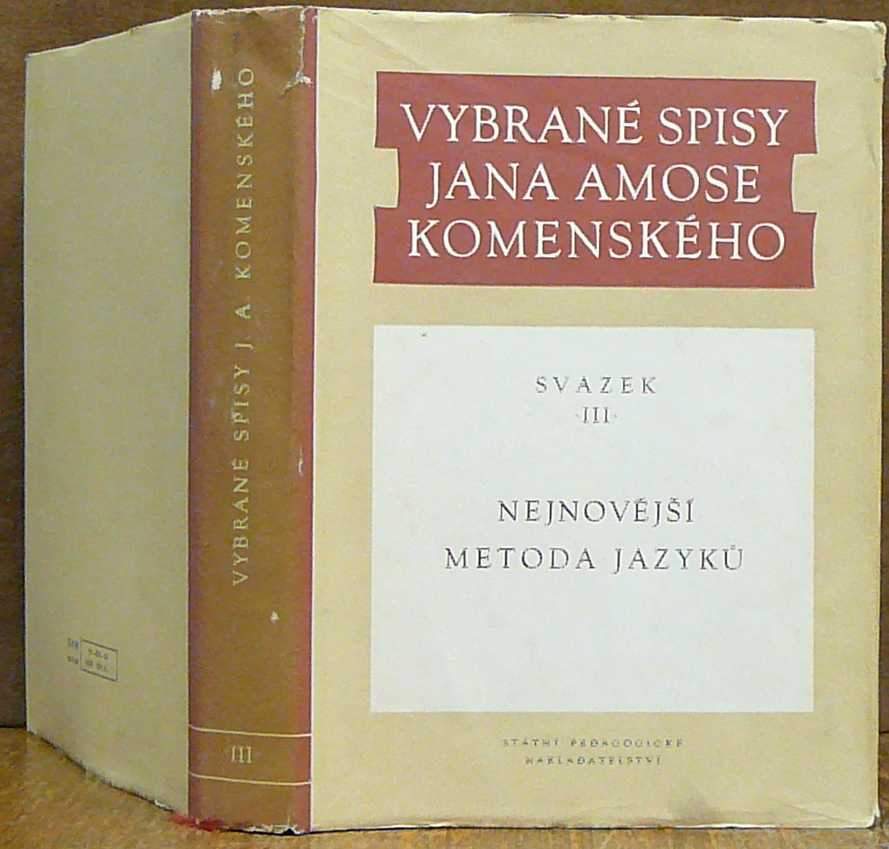 VYBRANÉ SPISY J. A KOMENSKÉHO
III
VYBRANÉ SPISY
JANA AMOSE
KOMENSKÉHO
SVAZEK
·III·
NEJNOVĚJŠÍ
METODA JAZYKŮ
STÁTNÍ PEDAGOGICKÉ
NAKLADATELSTVÍ